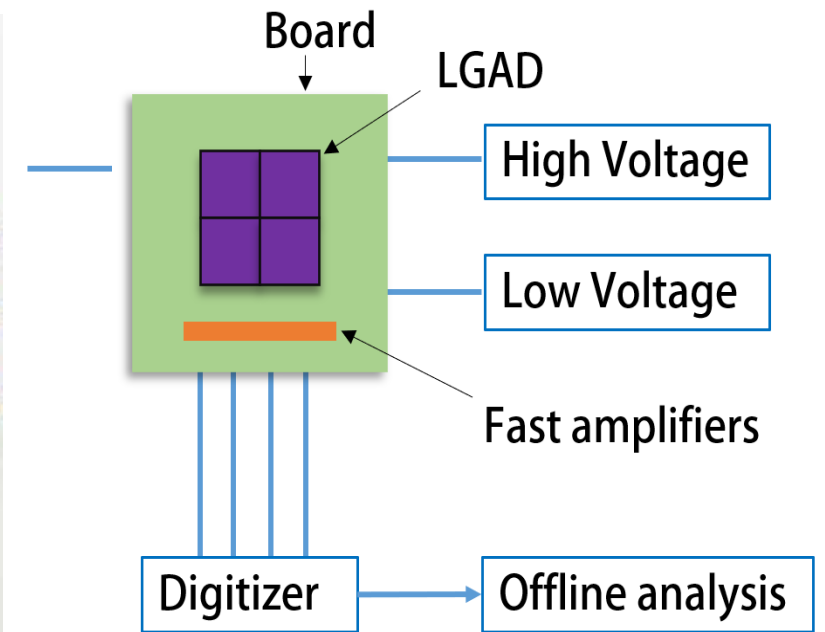 Board
LGAD
High Voltage
Low Voltage
Fast amplifiers
Digitizer
Offline analysis